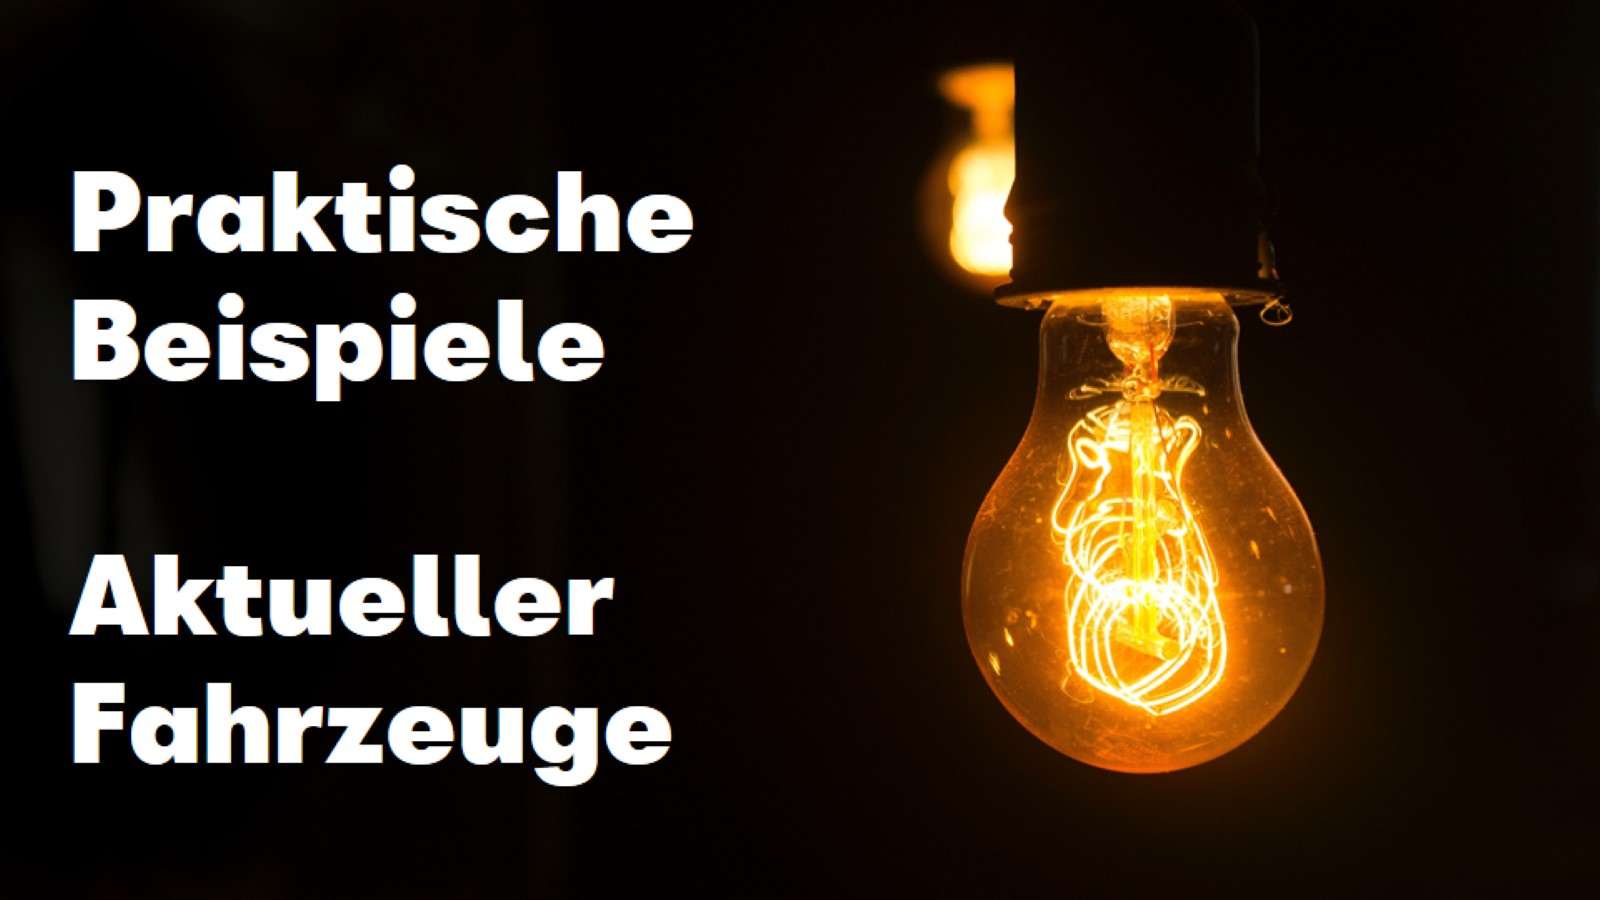 Praktische
Beispiele
Aktueller
Fahrzeuge